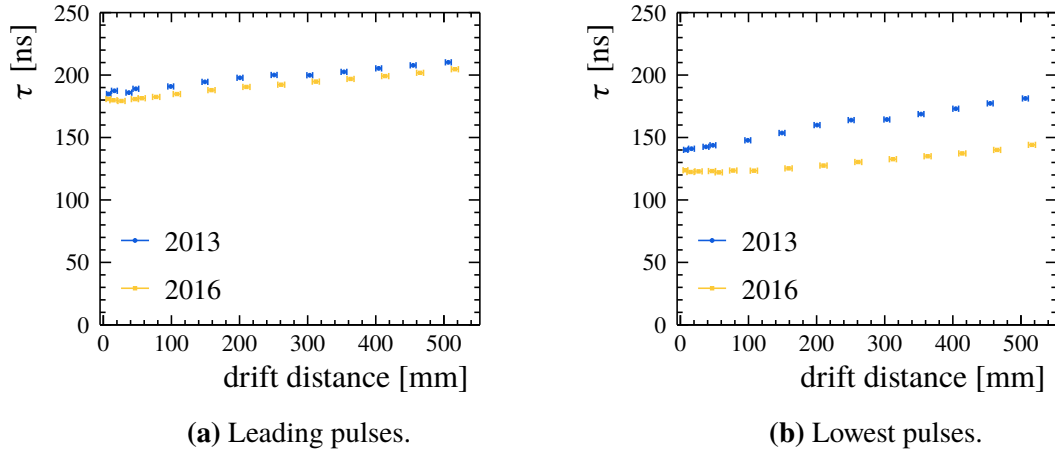 250
200
150
100
50
0
τ [ns]
2013
2016
0 100 200 300 400 500
drift distance [mm]
(a) Leading pulses.
250
200
150
100
50
0
τ [ns]
2013
2016
0 100 200 300 400 500
drift distance [mm]
(b) Lowest pulses.